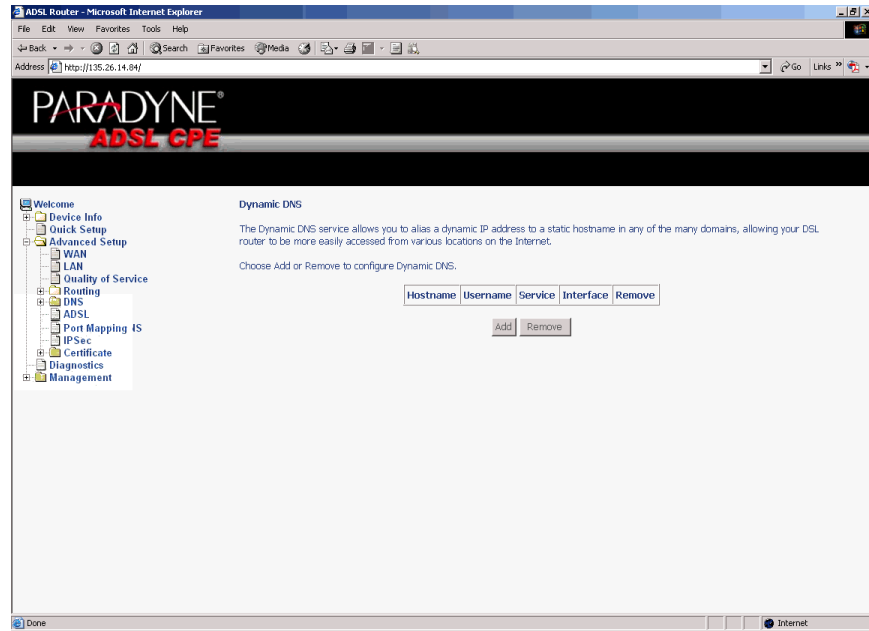 ADSL Router - Microsoft Internet Explorer
File Edit View Favorites Tools Help
Back Search Favorites Media
Address http://135.26.14.84/ Go Links »
PARADYNE®
ADSL CPE
Welcome
Device Info
Quick Setup
Advanced Setup
WAN
LAN
Quality of Service
Routing
DNS
ADSL
Port Mapping
IPSec
Certificate
Diagnostics
Management
Dynamic DNS
The Dynamic DNS service allows you to alias a dynamic IP address to a static hostname in any of the many domains, allowing your DSL
router to be more easily accessed from various locations on the Internet.
Choose Add or Remove to configure Dynamic DNS.
Hostname Username Service Interface Remove
Add Remove
Done Internet